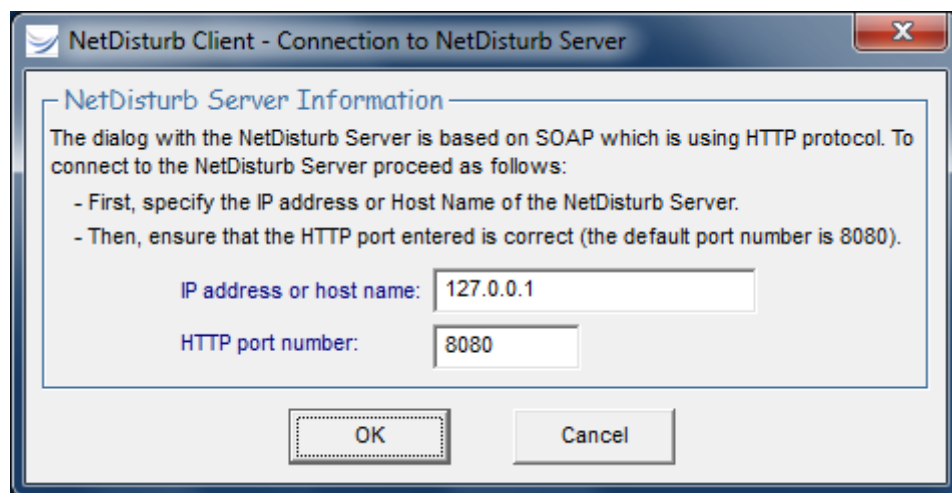 NetDisturb Client - Connection to NetDisturb Server
NetDisturb Server Information
The dialog with the NetDisturb Server is based on SOAP which is using HTTP protocol. To
connect to the NetDisturb Server proceed as follows:
- First, specify the IP address or Host Name of the NetDisturb Server.
- Then, ensure that the HTTP port entered is correct (the default port number is 8080).
IP address or host name: 127.0.0.1
HTTP port number: 8080
OK Cancel